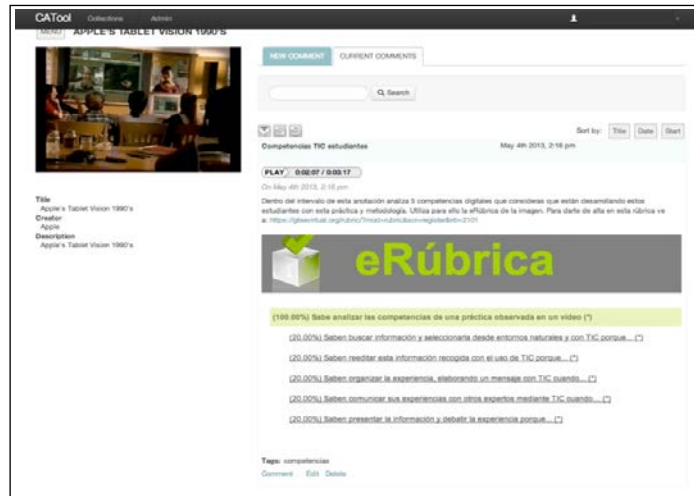 CATool Collections Admin
MENU APPLE'S TABLET VISION 1990'S
NEW COMMENT CURRENT COMMENTS
Search
Sort by: Title Date Start
Competencias TIC estudiantes May 4th 2013, 2:16 pm
PLAY 0:02:07 / 0:03:17
On May 4th 2013, 2:16 pm
Title
Apple's Tablet Vision 1990's
Creator
Apple
Description
Apple's Tablet Vision 1990's
Dentro del intervalo de esta anotación analiza 5 competencias digitales que consideras que están desarrollando estos
estudiantes con esta práctica y metodología. Utiliza para ello la eRúbrica de la imagen. Para darte de alta en esta rúbrica ve
a:
eRúbrica
(100.00%) Sabe analizar las competencias de una práctica observada en un video (*)
(20.00%) Saben buscar información y seleccionarla desde entornos naturales y con TIC porque... (*)
(20.00%) Saben reeditar esta información recogida con el uso de TIC porque... (*)
(20.00%) Saben organizar la experiencia, elaborando un mensaje con TIC cuando... (*)
(20.00%) Saben comunicar sus experiencias con otros expertos mediante TIC cuando.... (*)
(20.00%) Saben presentar la información y debatir la experiencia porque... (*)
Tags: competencias
Comment Edit Delete